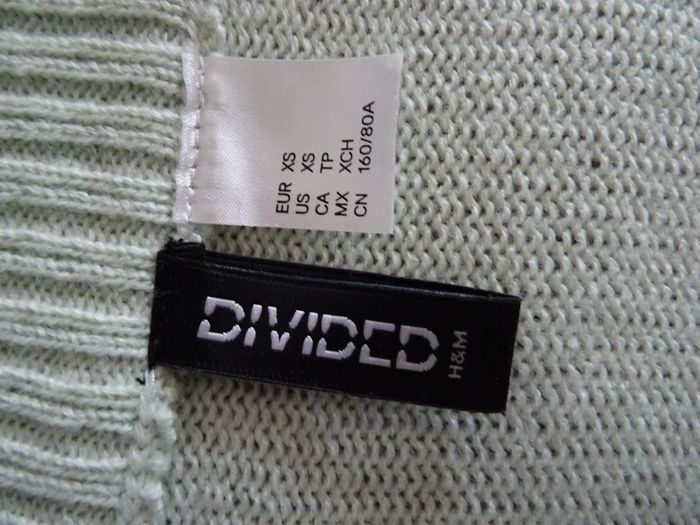 EUR XS
US XS
CA TP
MX XCH
CN 160/80A
DIVIDED
H&M